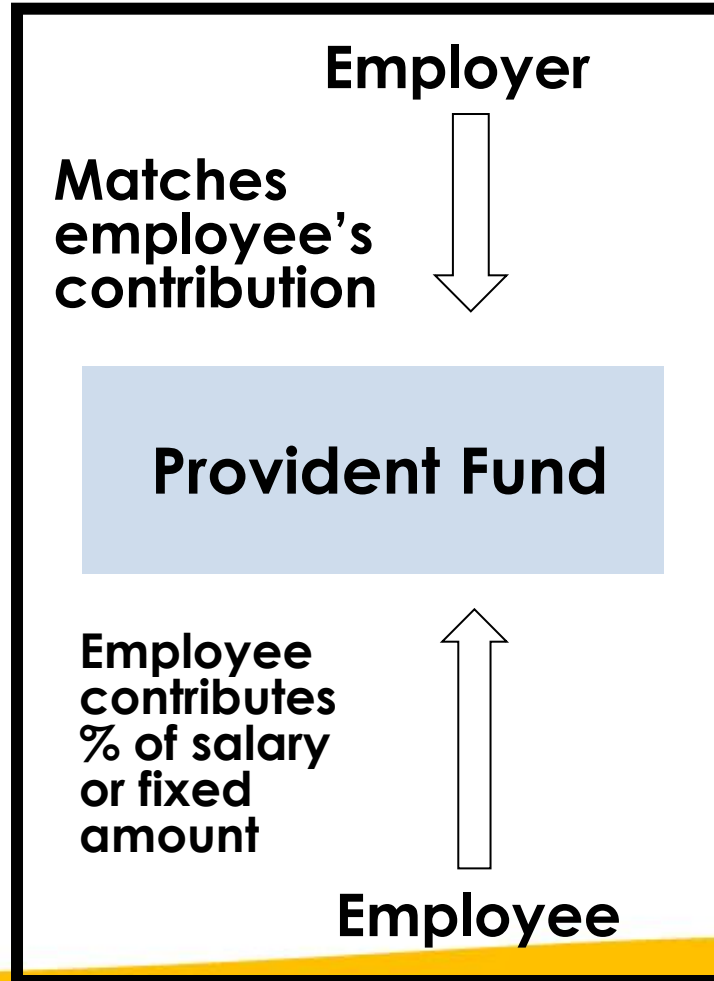 Employer
Matches
employee’s
contribution
Provident Fund
Employee
contributes
% of salary
or fixed
amount
Employee